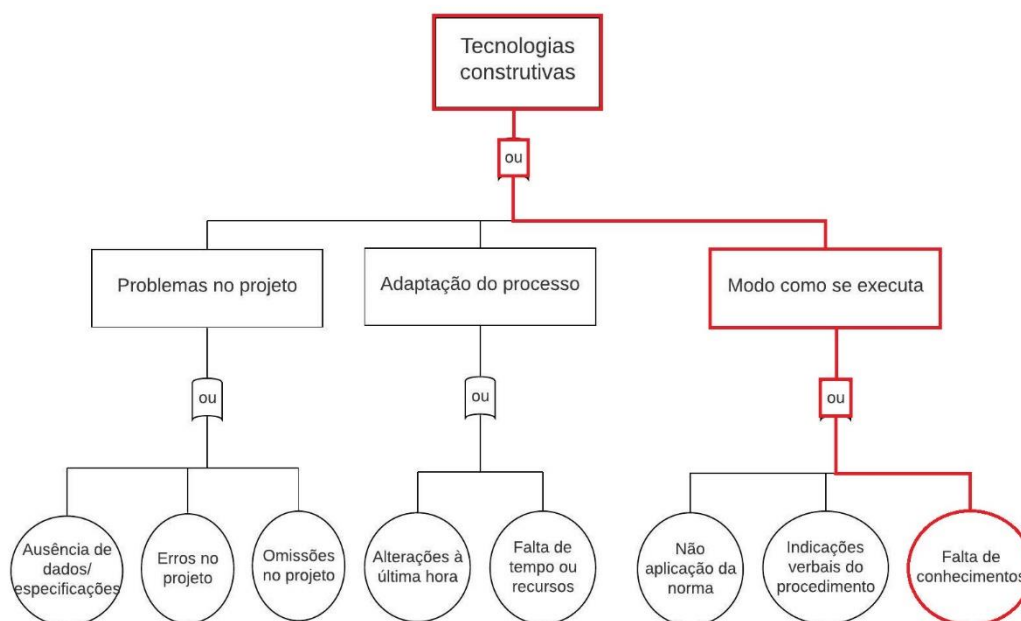 Tecnologias
construtivas
ou
Problemas no projeto
Adaptação do processo
Modo como se executa
ou
ou
ou
Ausência de
dados/
especificações
Erros no
projeto
Omissões
no projeto
Alterações à
última hora
Falta de
tempo ou
recursos
Não
aplicação da
norma
Indicações
verbais do
procedimento
Falta de
conhecimentos